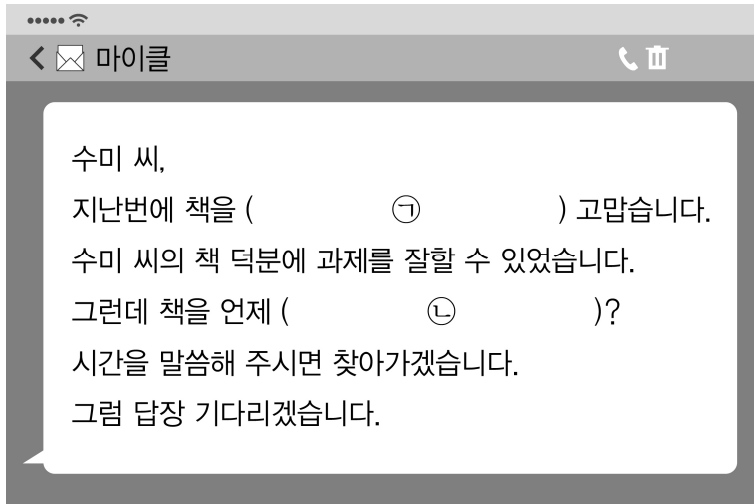 마이클
수미 씨,
지난번에 책을 ( ㉠ ) 고맙습니다.
수미 씨의 책 덕분에 과제를 잘할 수 있었습니다.
그런데 책을 언제 ( ㉡ )?
시간을 말씀해 주시면 찾아가겠습니다.
그럼 답장 기다리겠습니다.